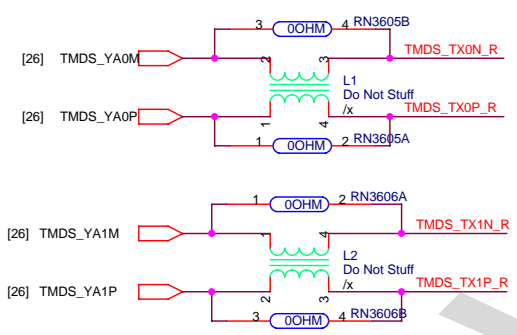 3 0OHM 4 RN3605B
[26] TMDS_YA0M 2 3 TMDS_TX0N_R
L1
Do Not Stuff
[26] TMDS_YA0P 1 4 /x TMDS_TX0P_R
1 0OHM 2 RN3605A
1 0OHM 2 RN3606A
[26] TMDS_YA1M 1 4 TMDS_TX1N_R
L2
Do Not Stuff
[26] TMDS_YA1P 2 3 /x TMDS_TX1P_R
3 0OHM 4 RN3606B